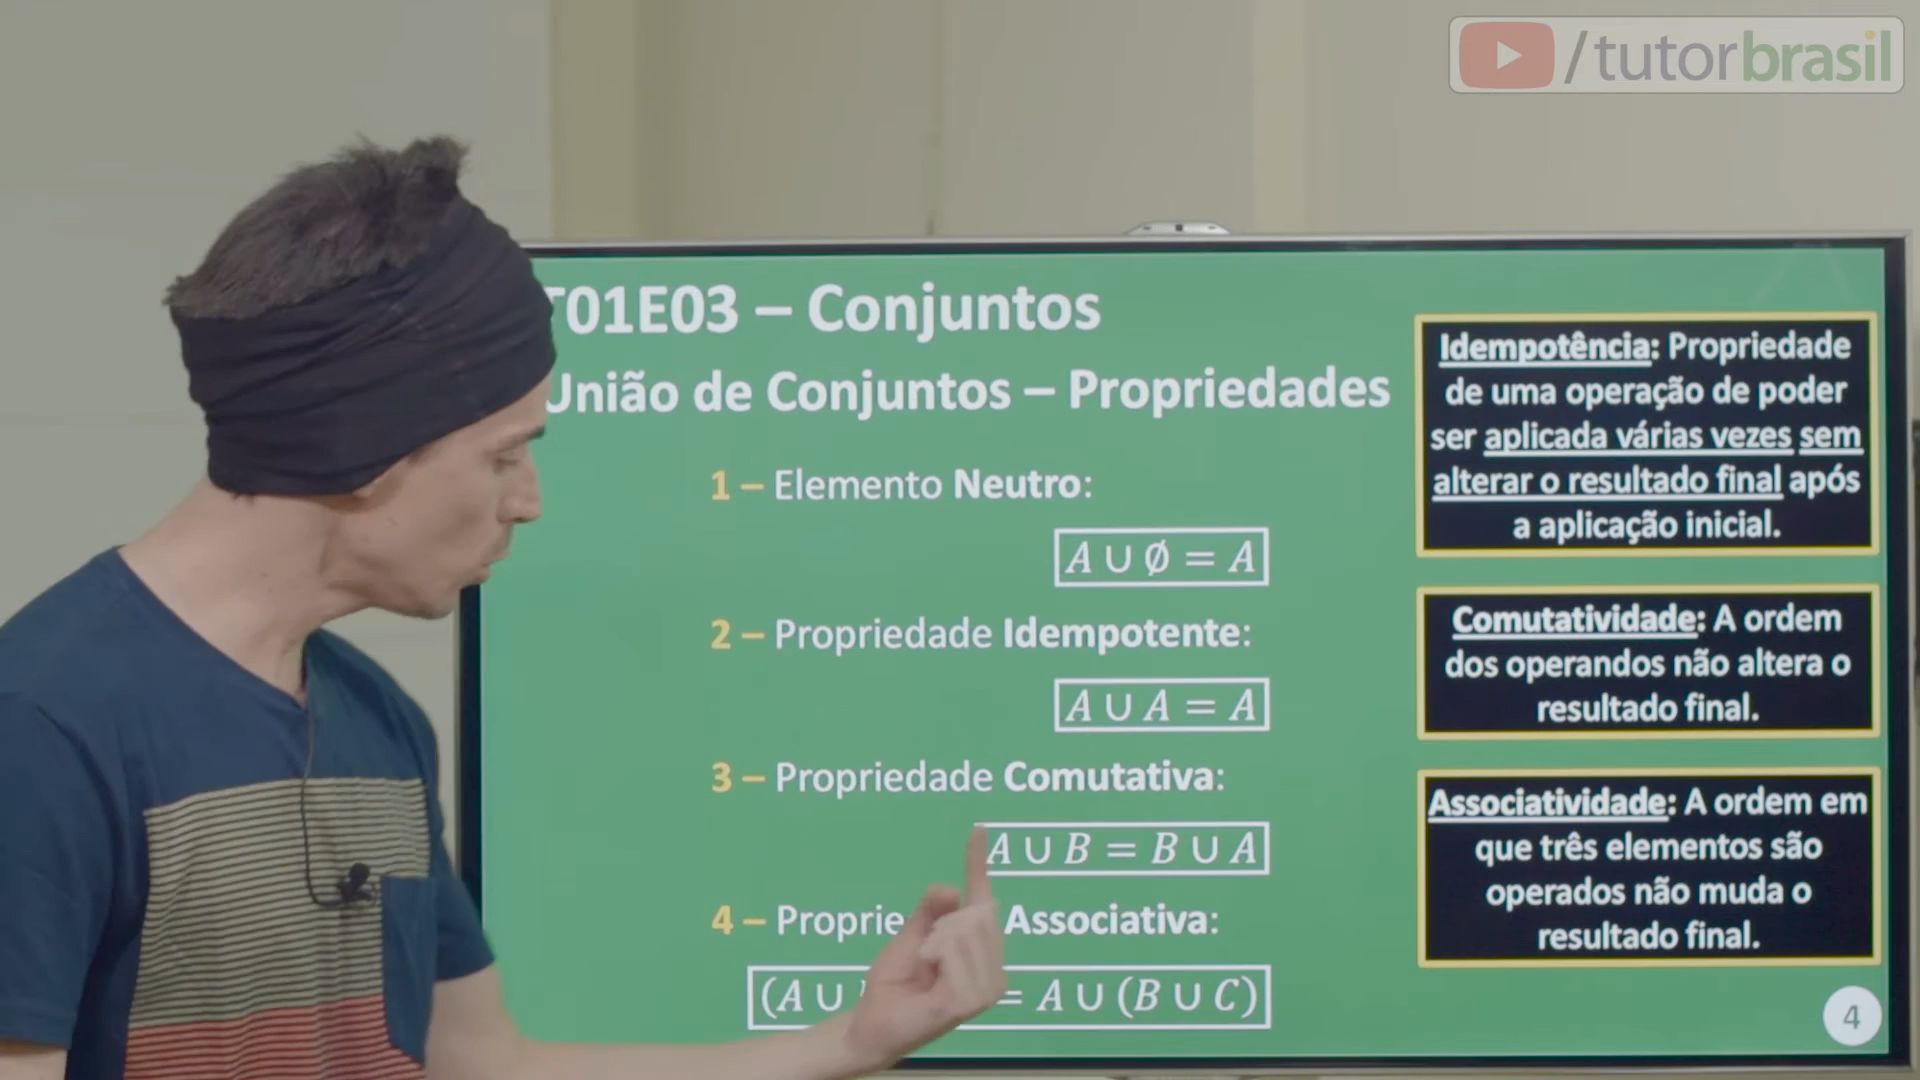 /tutorbrasil
T01E03 – Conjuntos
União de Conjuntos – Propriedades
1 – Elemento Neutro:
A ∪ ∅ = A
2 – Propriedade Idempotente:
A ∪ A = A
3 – Propriedade Comutativa:
A ∪ B = B ∪ A
4 – Associativa:
(A ∪ = A ∪ (B ∪ C)
Idempotência: Propriedade
de uma operação de poder
ser aplicada várias vezes sem
alterar o resultado final após
a aplicação inicial.
Comutatividade: A ordem
dos operandos não altera o
resultado final.
Associatividade: A ordem em
que três elementos são
operados não muda o
resultado final.
4